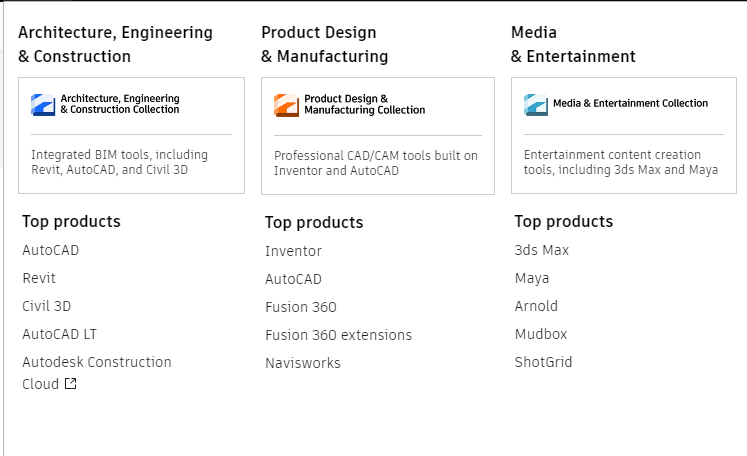 Architecture, Engineering
& Construction
Architecture, Engineering
& Construction Collection
Integrated BIM tools, including
Revit, AutoCAD, and Civil 3D
Top products
AutoCAD
Revit
Civil 3D
AutoCAD LT
Autodesk Construction
Cloud
Product Design
& Manufacturing
Product Design &
Manufacturing Collection
Professional CAD/CAM tools built on
Inventor and AutoCAD
Top products
Inventor
AutoCAD
Fusion 360
Fusion 360 extensions
Navisworks
Media
& Entertainment
Media & Entertainment Collection
Entertainment content creation
tools, including 3ds Max and Maya
Top products
3ds Max
Maya
Arnold
Mudbox
ShotGrid